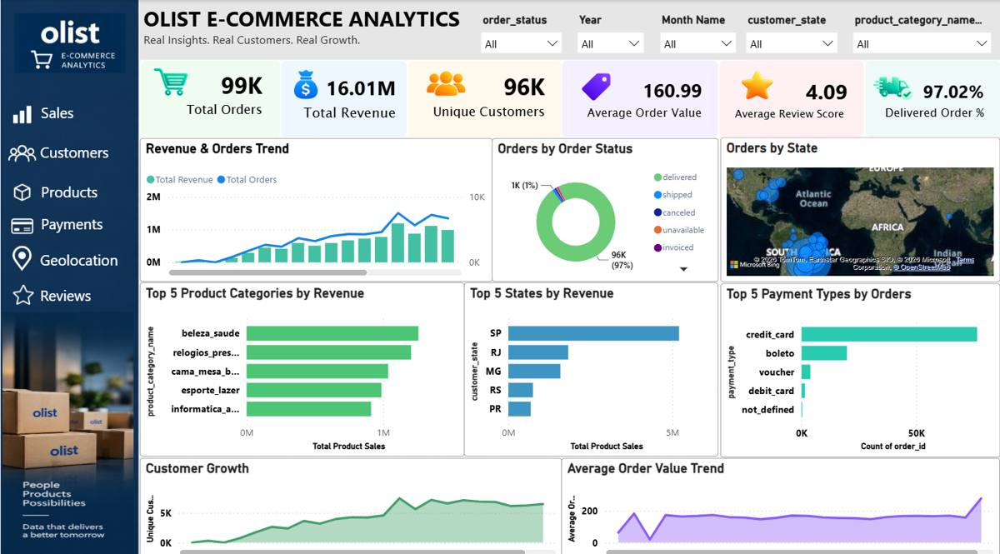 olist
E-COMMERCE
ANALYTICS
Sales
Customers
Products
Payments
Geolocation
Reviews
olist
olist
olist
People
Products
Possibilities
Data that delivers
a better tomorrow
OLIST E-COMMERCE ANALYTICS
Real Insights. Real Customers. Real Growth.
order_status
All
Year
All
Month Name
All
customer_state
All
product_category_name...
All
99K
Total Orders
16.01M
Total Revenue
96K
Unique Customers
160.99
Average Order Value
4.09
Average Review Score
97.02%
Delivered Order %
Revenue & Orders Trend
Total Revenue Total Orders
2M
1M
0M
10K
0K
Orders by Order Status
1K (1%)
96K
(97%)
delivered
shipped
canceled
unavailable
invoiced
Orders by State
EUROPE
Atlantic
Ocean
AFRICA
SOUTH ICA
Indian
Microsoft Bing
© 2026 TomTom, Earthstar Geographics SIO, © 2026 Microsoft
Corporation, © OpenStreetMap Terms
Top 5 Product Categories by Revenue
product_category_name
beleza_saude
relogios_pres...
cama_mesa_b...
esporte_lazer
informatica_a...
0M 1M
Total Product Sales
Top 5 States by Revenue
customer_state
SP
RJ
MG
RS
PR
0M 5M
Total Product Sales
Top 5 Payment Types by Orders
payment_type
credit_card
boleto
voucher
debit_card
not_defined
0K 50K
Count of order_id
Customer Growth
Unique Cus...
5K
0K
Average Order Value Trend
Average Or...
200
0